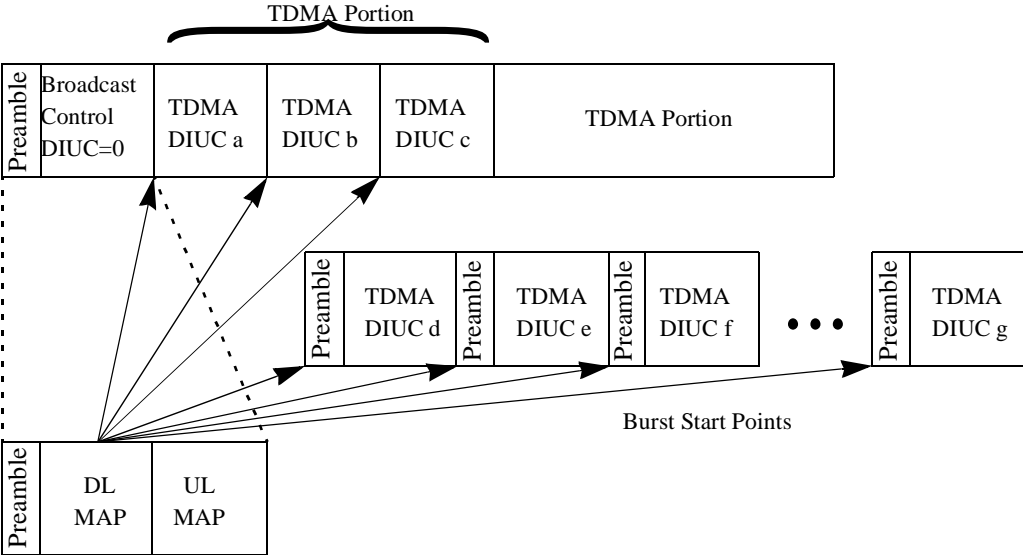 TDMA Portion
Preamble
Broadcast
Control
DIUC=0
TDMA
DIUC a
TDMA
DIUC b
TDMA
DIUC c
TDMA Portion
Preamble
TDMA
DIUC d
Preamble
TDMA
DIUC e
Preamble
TDMA
DIUC f
Preamble
TDMA
DIUC g
Burst Start Points
Preamble
DL
MAP
UL
MAP